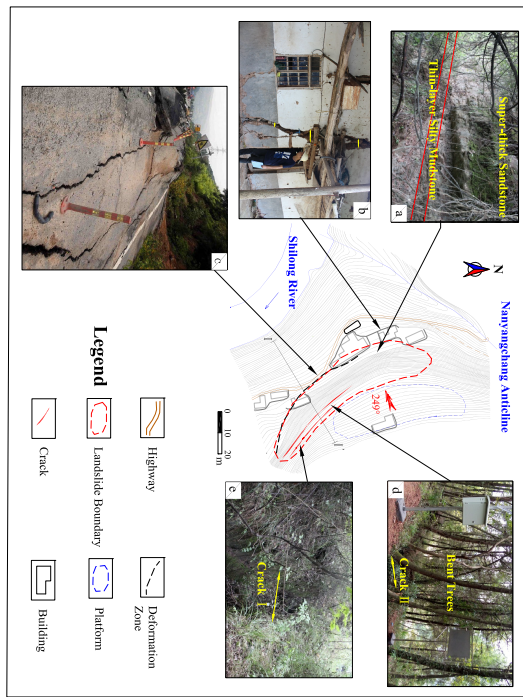 Super-thick Sandstone
Thin-layer Silty Mudstone
a
b
c.
Shilong River
N
Nanyangchang Anticline
I
I'
249°
0 10 20
m
d
Bent Trees
Crack II
e
Crack I
Legend
Highway
Deformation
Zone
Landslide Boundary
Platform
Crack
Building